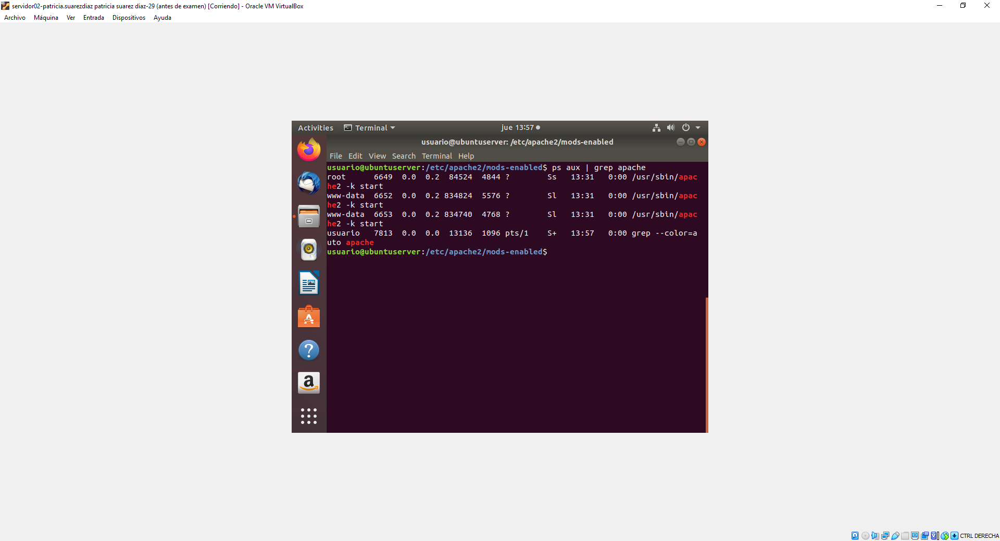 servidor02-patricia.suarezdiaz patricia suarez diaz-29 (antes de examen) [Corriendo] - Oracle VM VirtualBox
Archivo Máquina Ver Entrada Dispositivos Ayuda
Activities Terminal jue 13:57
usuario@ubuntuserver: /etc/apache2/mods-enabled
File Edit View Search Terminal Help
usuario@ubuntuserver:/etc/apache2/mods-enabled$ ps aux | grep apache
root      6649  0.0  0.2  84524  4844 ?        Ss   13:31   0:00 /usr/sbin/apac
he2 -k start
www-data  6652  0.0  0.2 834824  5576 ?        Sl   13:31   0:00 /usr/sbin/apac
he2 -k start
www-data  6653  0.0  0.2 834740  4768 ?        Sl   13:31   0:00 /usr/sbin/apac
he2 -k start
usuario   7813  0.0  0.0  13136  1096 pts/1    S+   13:57   0:00 grep --color=a
uto apache
usuario@ubuntuserver:/etc/apache2/mods-enabled$
CTRL DERECHA